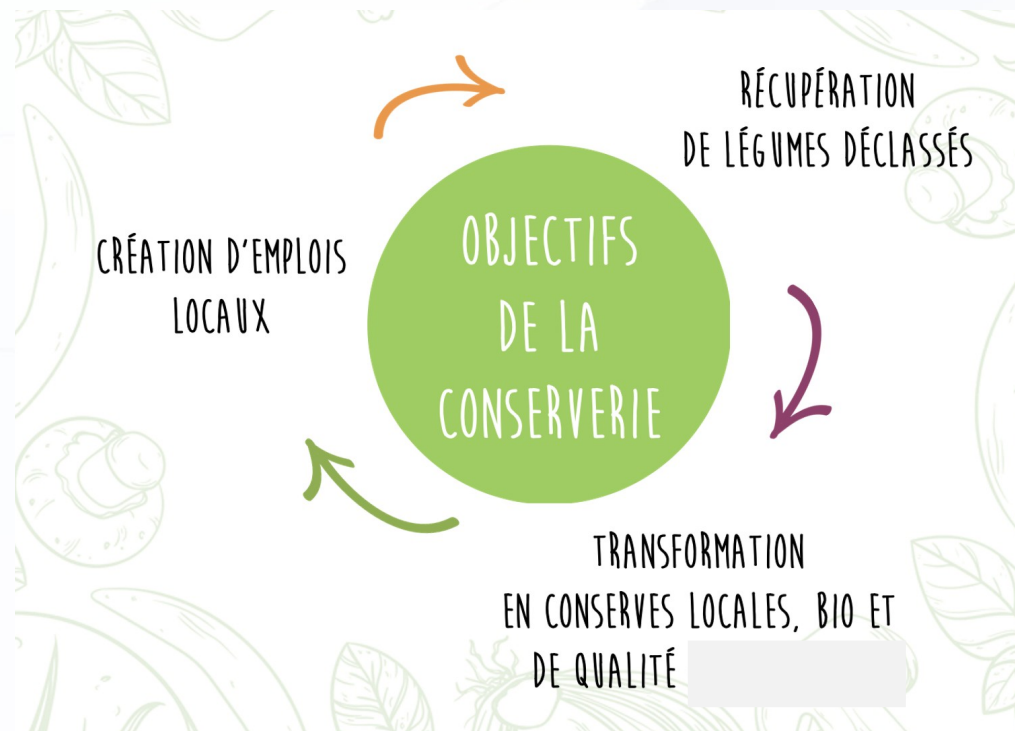 RÉCUPÉRATION
DE LÉGUMES DÉCLASSÉS
CRÉATION D'EMPLOIS
LOCAUX
OBJECTIFS
DE LA
CONSERVERIE
TRANSFORMATION
EN CONSERVES LOCALES, BIO ET
DE QUALITÉ